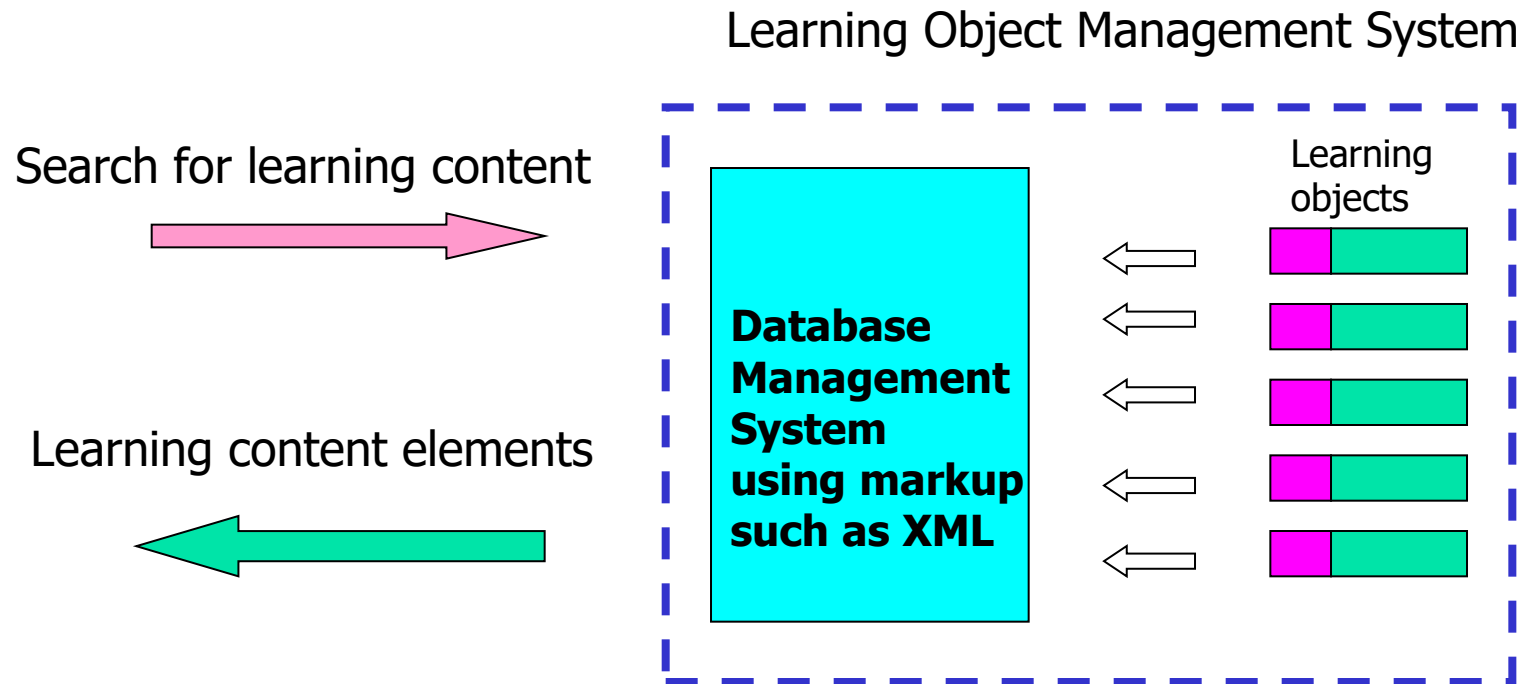 Learning Object Management System
Search for learning content
Learning
objects
Database
Management
System
using markup
such as XML
Learning content elements